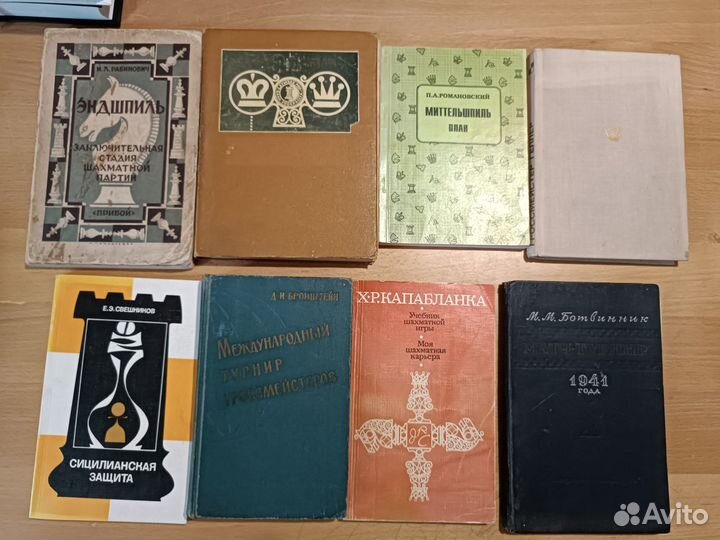 И. Л. РАБИНОВИЧ
ЭНДШПИЛЬ
ЗАКЛЮЧИТЕЛЬНАЯ
СТАДИЯ
ШАХМАТНОЙ
ПАРТИИ
«ПРИБОЙ»
П.А.РОМАНОВСКИЙ
МИТТЕЛЬШПИЛЬ
ПЛАН
Е.Э.СВЕШНИКОВ
СИЦИЛИАНСКАЯ
ЗАЩИТА
Д.И.БРОНШТЕЙН
МЕЖДУНАРОДНЫЙ
ТУРНИР
ГРОССМЕЙСТЕРОВ
Х·Р.КАПАБЛАНКА
Учебник
шахматной
игры
Моя
шахматная
карьера
М.М.Ботвинник
1941
ГОДА
Avito